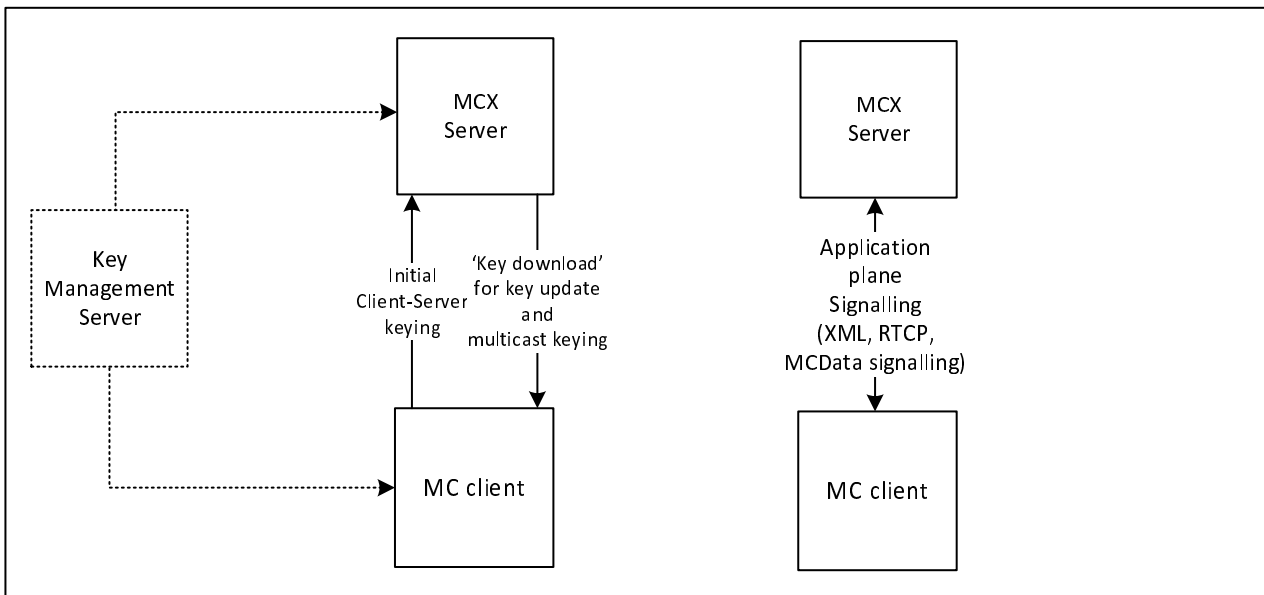 MCX
Server
MCX
Server
Key
Management
Server
Initial
Client-Server
keying
‘Key download’
for key update
and
multicast keying
Application
plane
Signalling
(XML, RTCP,
MCData signalling)
MC client
MC client